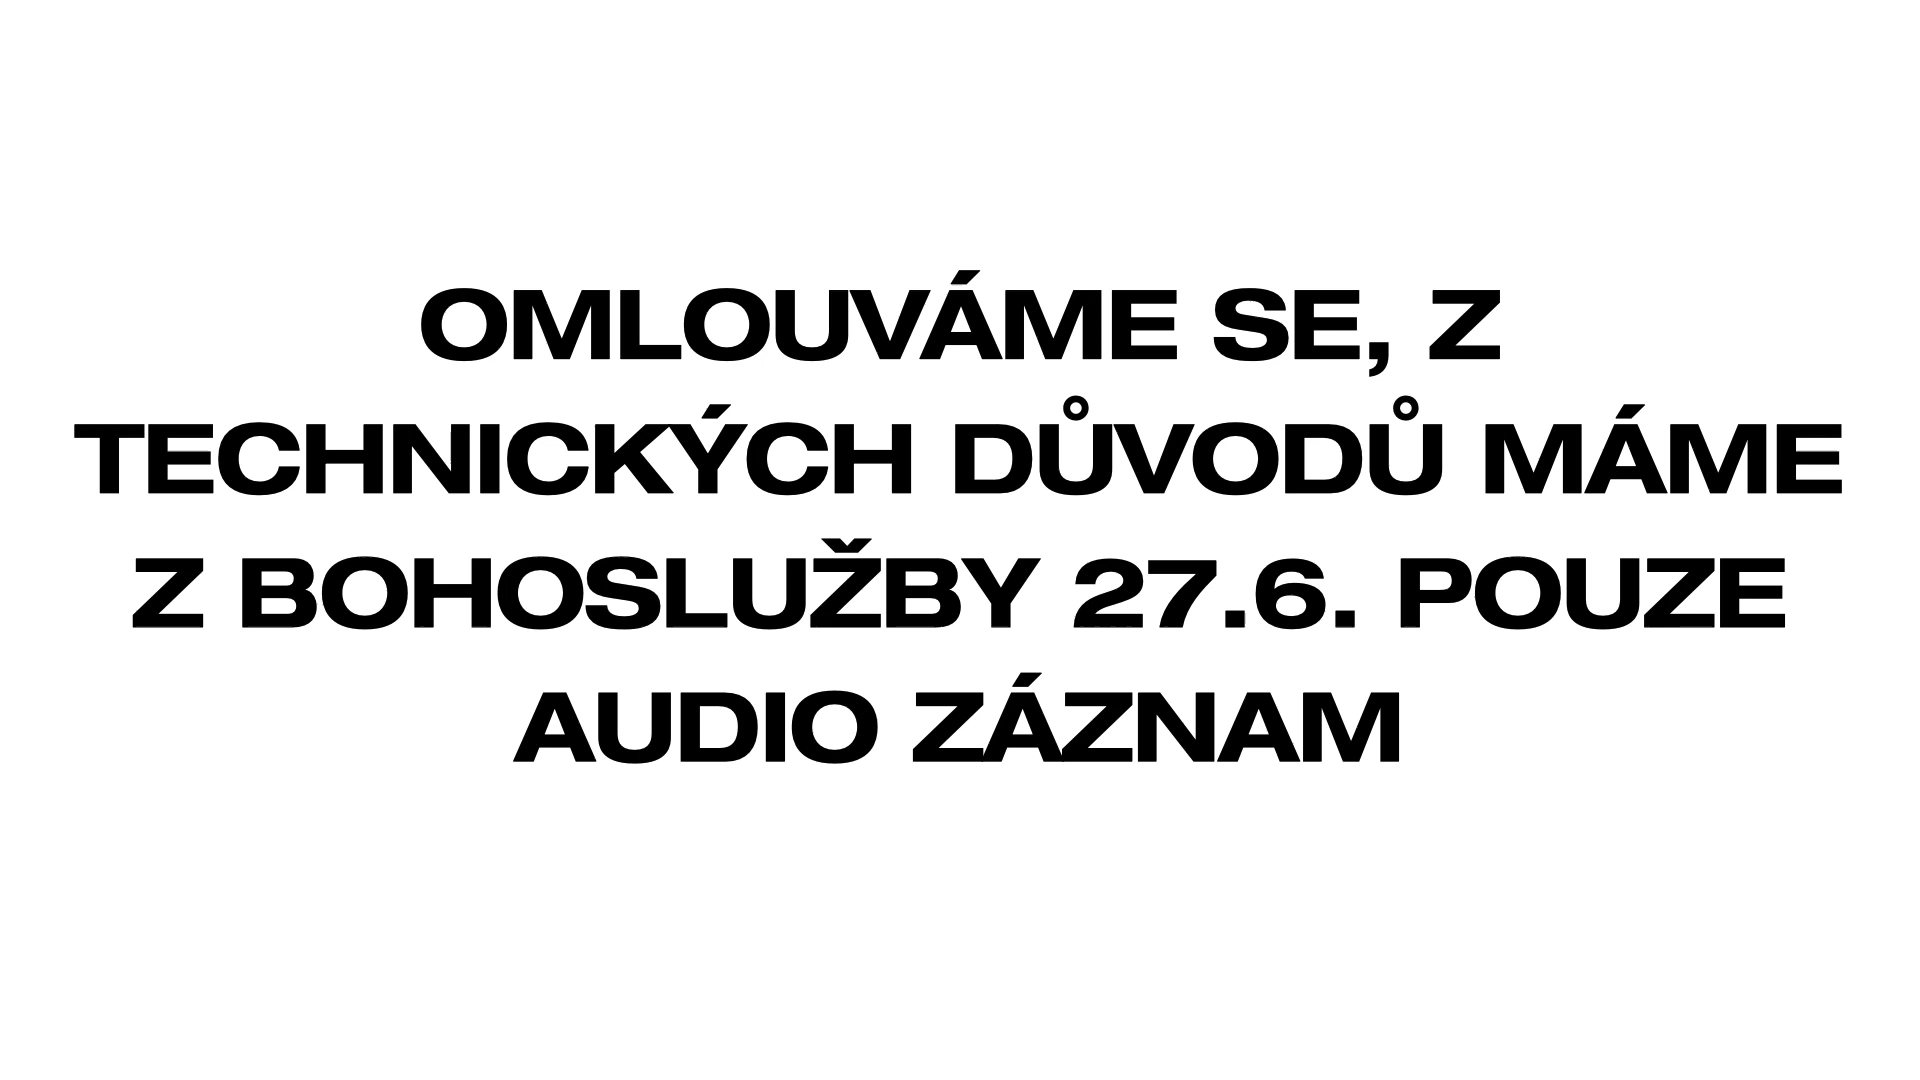 OMLOUVÁME SE, Z
TECHNICKÝCH DŮVODŮ MÁME
Z BOHOSLUŽBY 27.6. POUZE
AUDIO ZÁZNAM